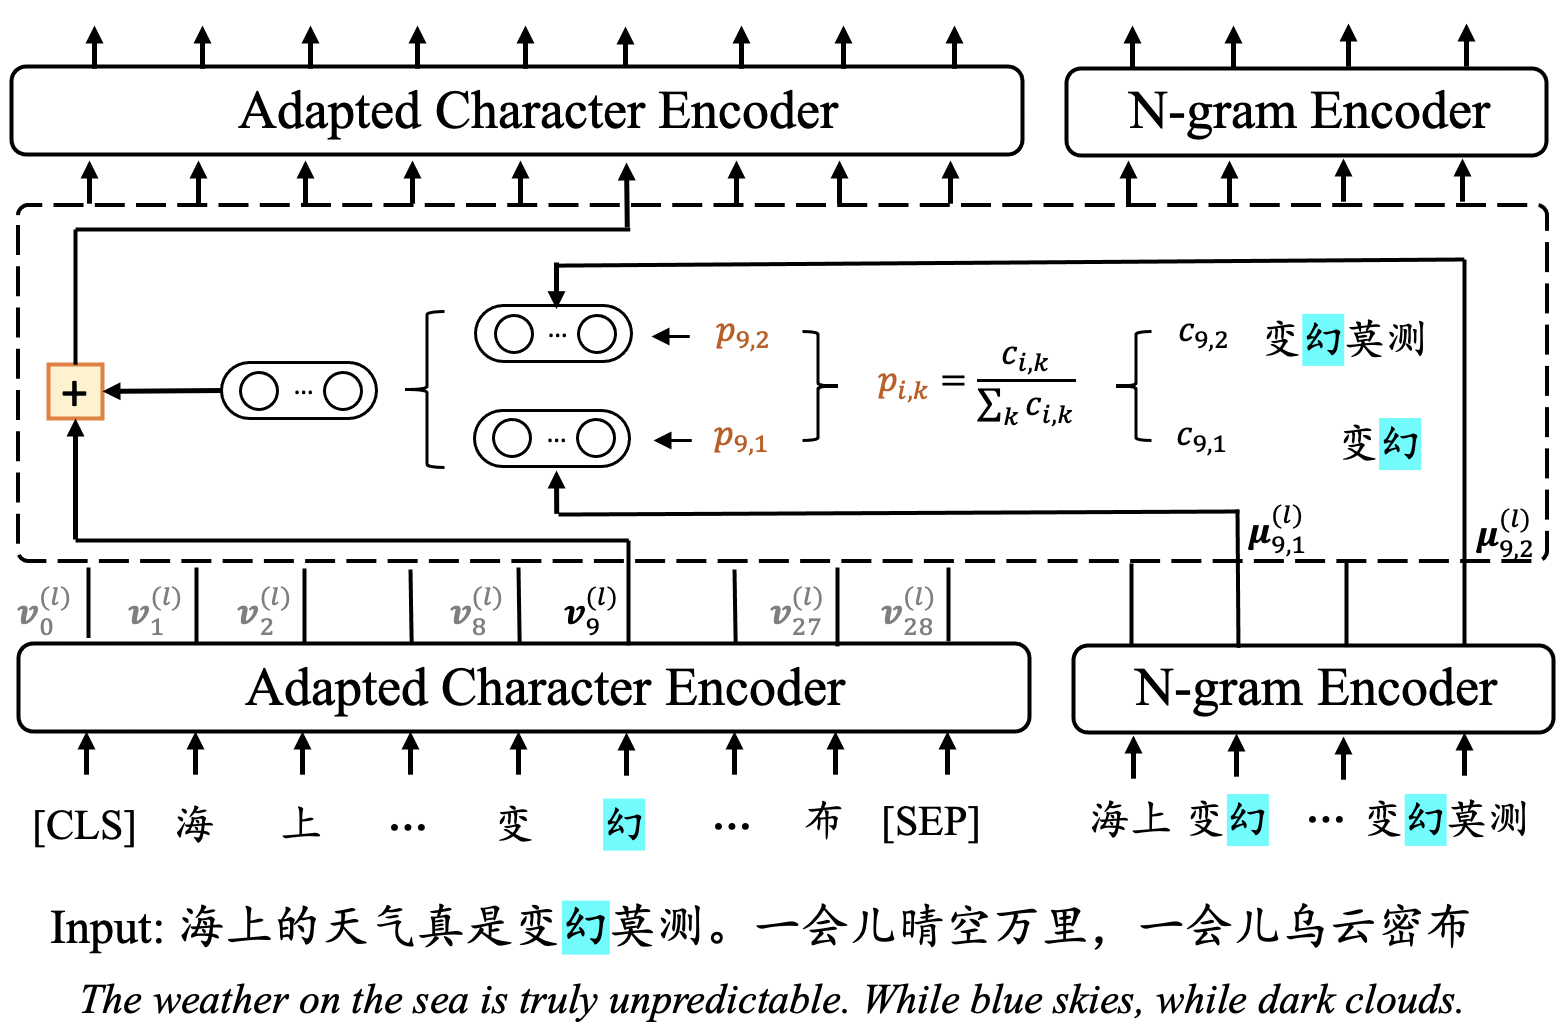 Adapted Character Encoder N-gram Encoder
... p_{9,2} c_{9,2} 变幻莫测
+ ... p_{i,k} = \frac{c_{i,k}}{\sum_k c_{i,k}}
... p_{9,1} c_{9,1} 变幻
μ_{9,1}^{(l)} μ_{9,2}^{(l)}
v_0^{(l)} v_1^{(l)} v_2^{(l)} v_8^{(l)} v_9^{(l)} v_{27}^{(l)} v_{28}^{(l)}
Adapted Character Encoder N-gram Encoder
[CLS] 海 上 ... 变 幻 ... 布 [SEP] 海上 变幻 ... 变幻莫测
Input: 海上的天气真是变幻莫测。一会儿晴空万里，一会儿乌云密布
The weather on the sea is truly unpredictable. While blue skies, while dark clouds.